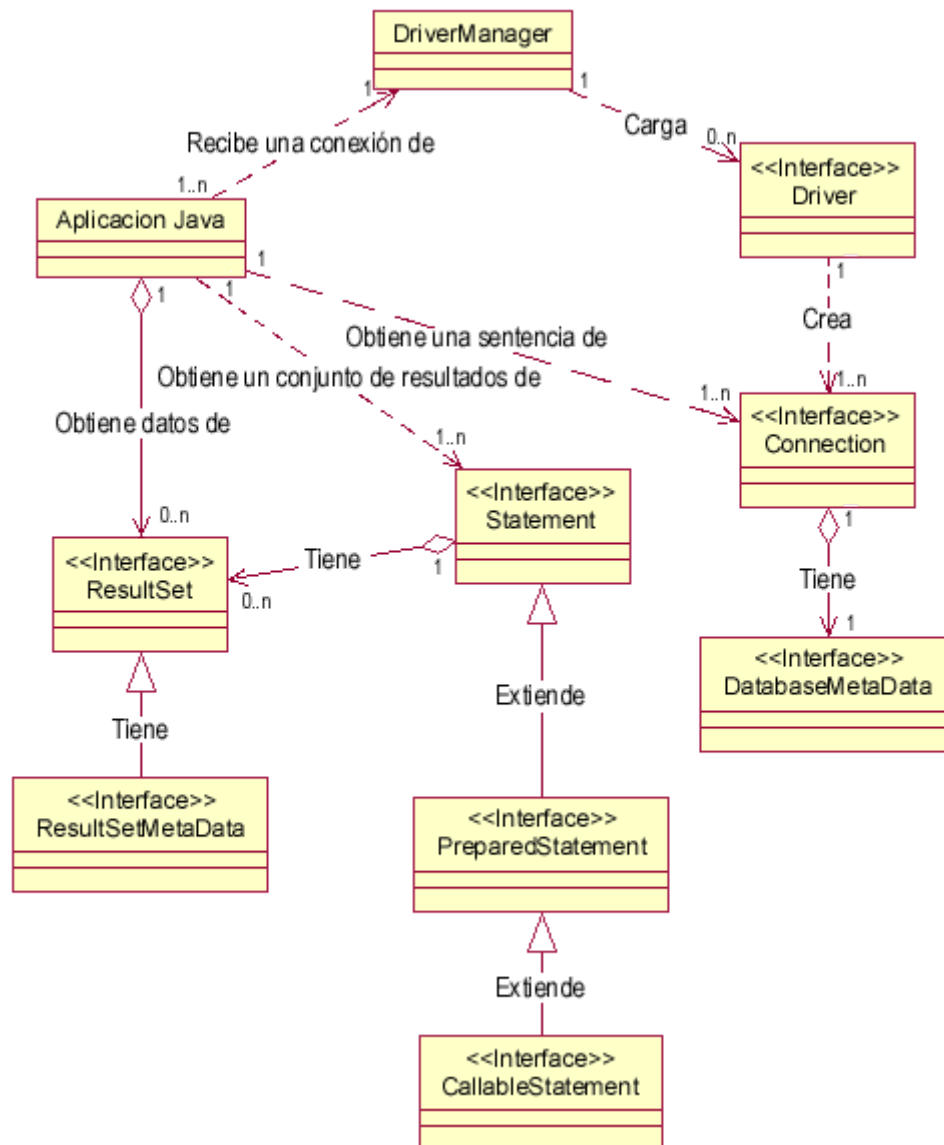 DriverManager
1
1
Carga
0..n
Recibe una conexión de
1..n
<<Interface>>
Driver
Aplicacion Java
1
1
1
1
Crea
Obtiene una sentencia de
Obtiene un conjunto de resultados de
1..n
1..n
<<Interface>>
Connection
Obtiene datos de
1..n
<<Interface>>
Statement
0..n
1
1
Tiene
Tiene
<<Interface>>
ResultSet
0..n
1
<<Interface>>
DatabaseMetaData
Extiende
Tiene
<<Interface>>
ResultSetMetaData
<<Interface>>
PreparedStatement
Extiende
<<Interface>>
CallableStatement